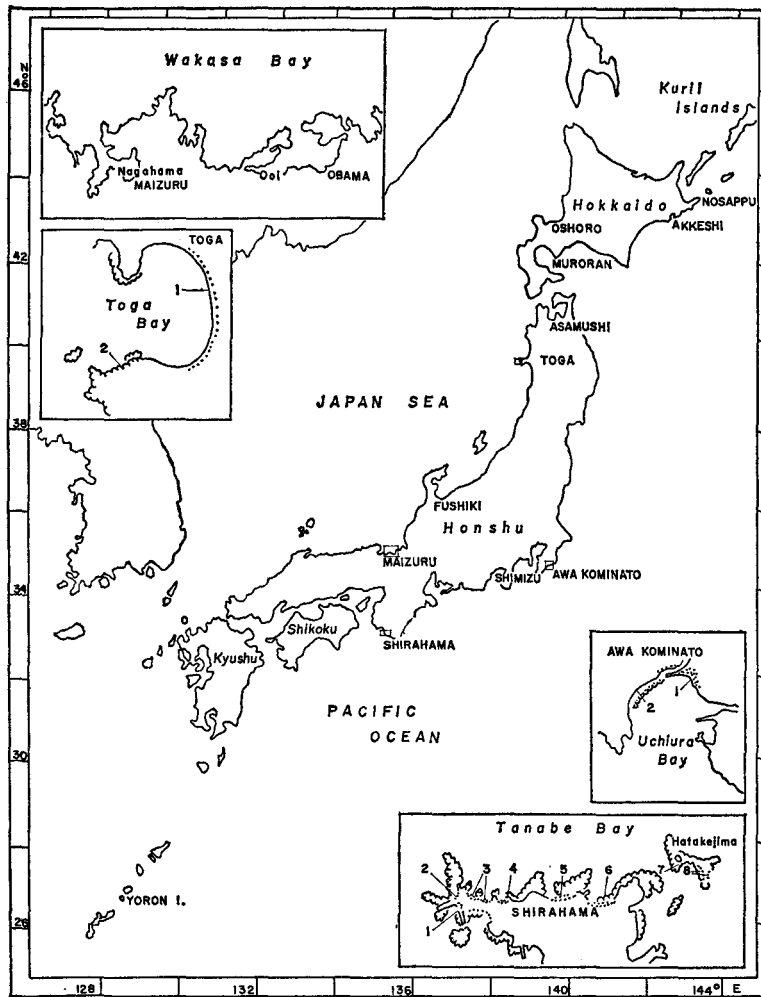 Wakasa Bay
Nagahama
MAIZURU
Ooi
OBAMA
N
46°
42
38
34
30
26
Kuril
Islands
Hokkaido
NOSAPPU
AKKESHI
OSHORO
MURORAN
ASAMUSHI
TOGA
TOGA
1
Toga
Bay
2
JAPAN SEA
FUSHIKI
Honshu
MAIZURU
SHIMIZU
AWA KOMINATO
SHIRAHAMA
Shikoku
Kyushu
PACIFIC
OCEAN
AWA KOMINATO
1
2
Uchiura
Bay
Tanabe Bay
Hatakejima
2 3 4 5 6 7 8
SHIRAHAMA
1
YORON I.
128 132 136 140 144° E